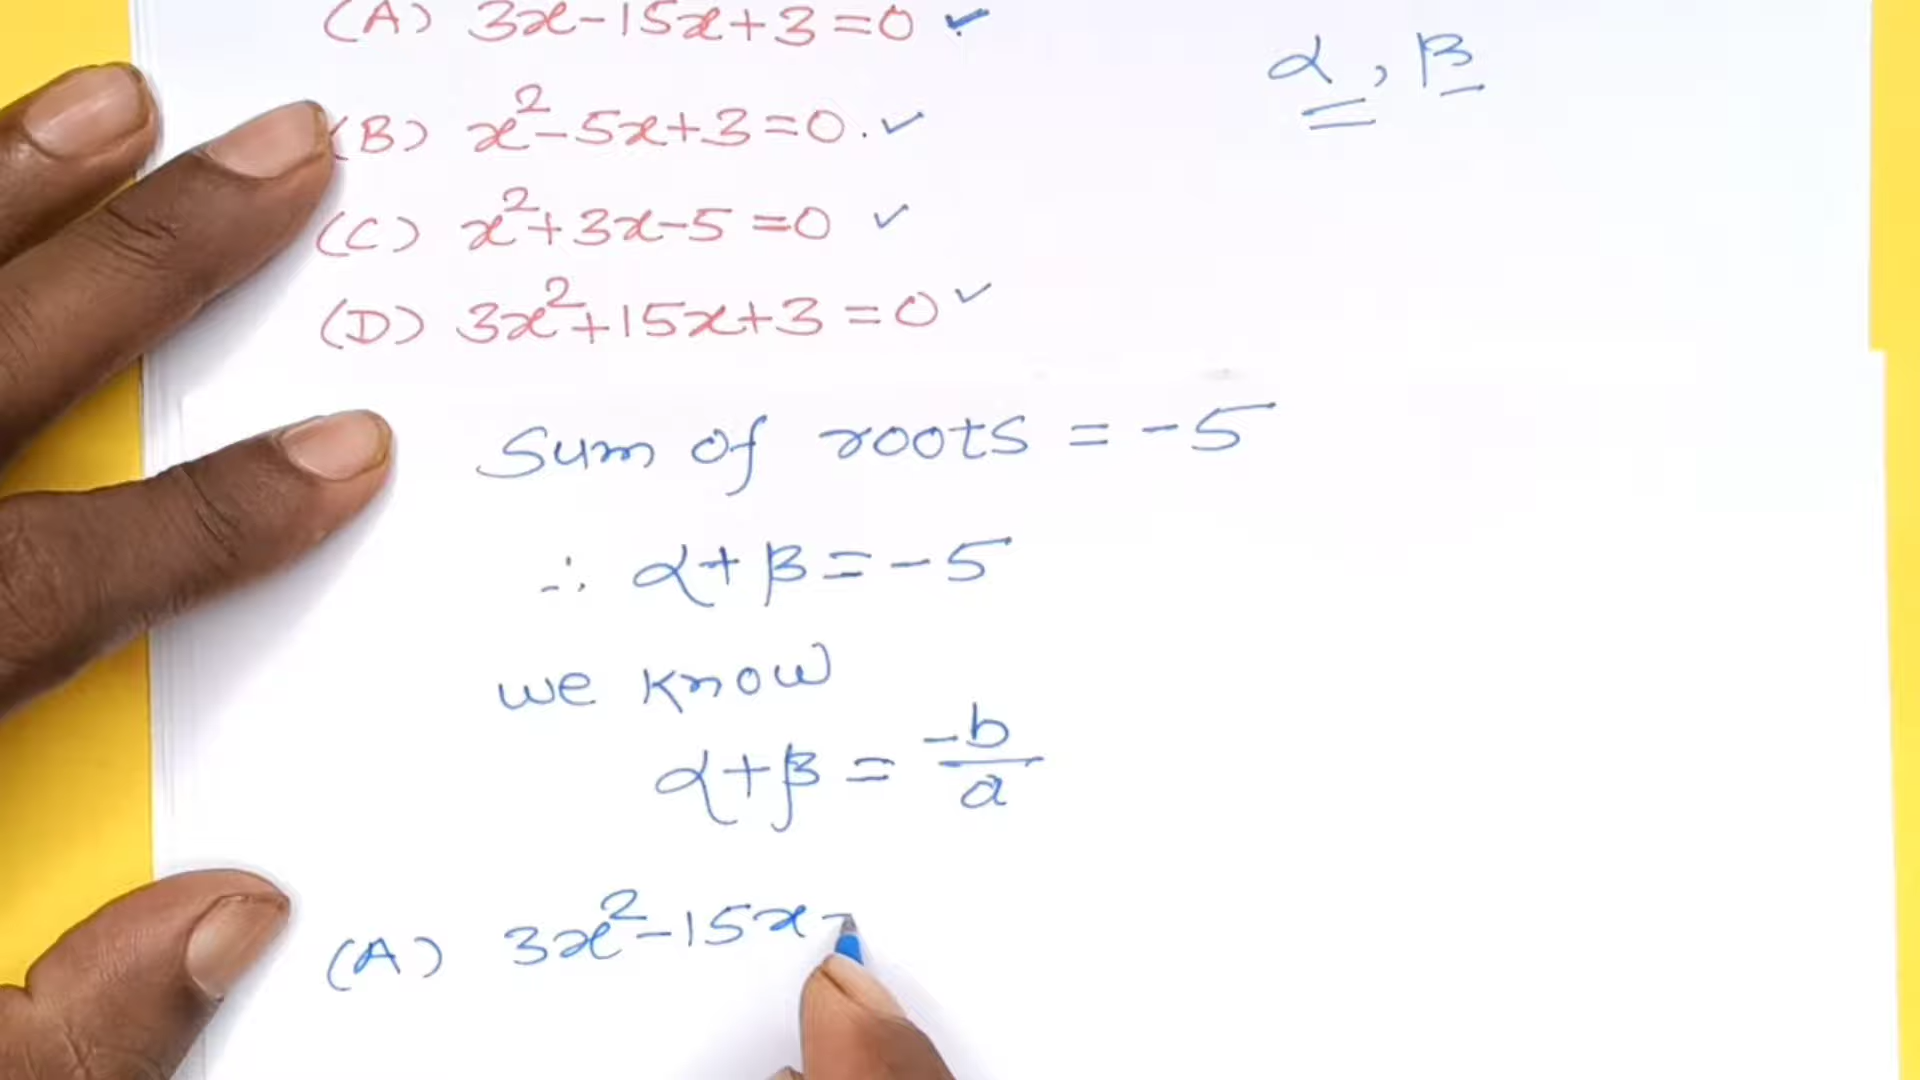 (A) 3x-15x+3=0 ✓
α, β
(B) x²-5x+3=0. ✓
(C) x²+3x-5=0 ✓
(D) 3x²+15x+3=0 ✓
Sum of roots = -5
∴ α+β=-5
we know
α+β = -b/a
(A) 3x²-15x